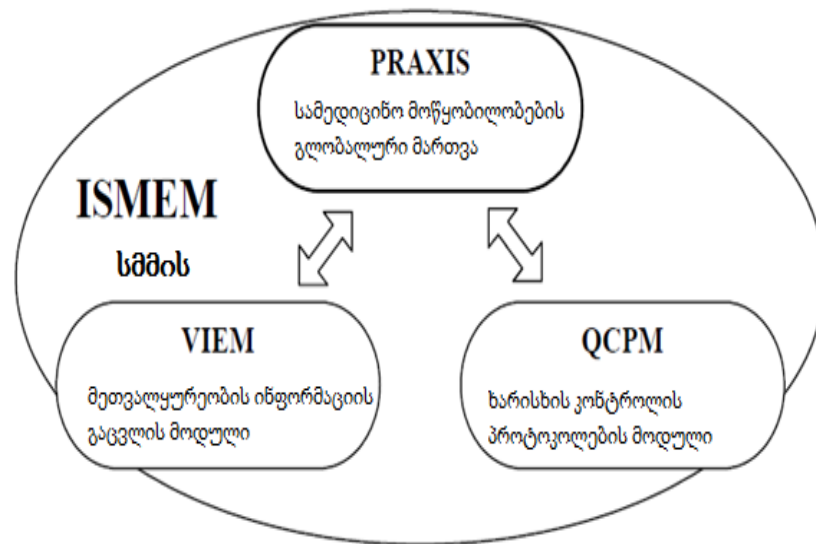 PRAXIS
სამედიცინო მოწყობილობების
გლობალური მართვა
ISMEM
სმმის
VIEM
მეთვალყურეობის ინფორმაციის
გაცვლის მოდული
QCPM
ხარისხის კონტროლის
პროტოკოლების მოდული